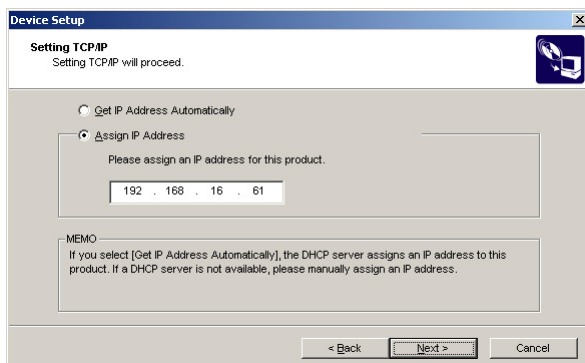 Device Setup
Setting TCP/IP
Setting TCP/IP will proceed.
Get IP Address Automatically
Assign IP Address
Please assign an IP address for this product.
192 . 168 . 16 . 61
MEMO
If you select [Get IP Address Automatically], the DHCP server assigns an IP address to this
product. If a DHCP server is not available, please manually assign an IP address.
< Back Next > Cancel